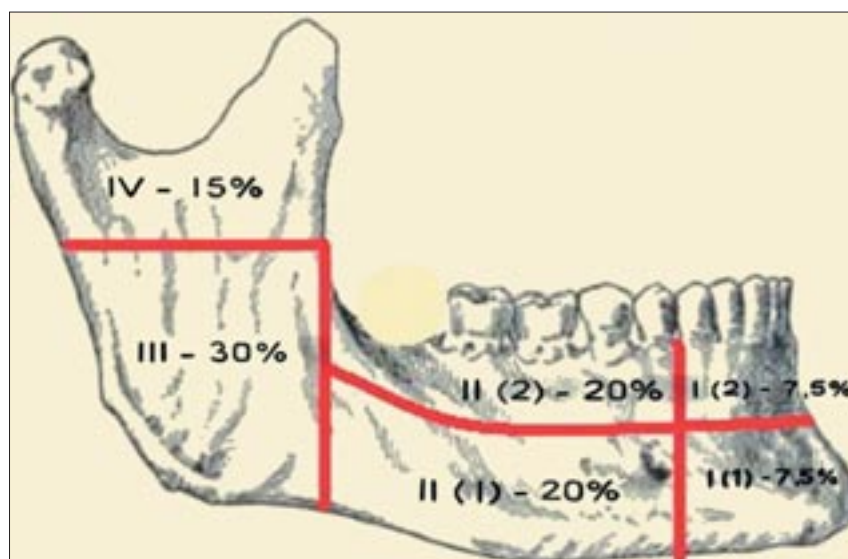 IV - 15%
III - 30%
II (2) - 20%
I (2) - 7.5%
II (1) - 20%
I (1) - 7.5%